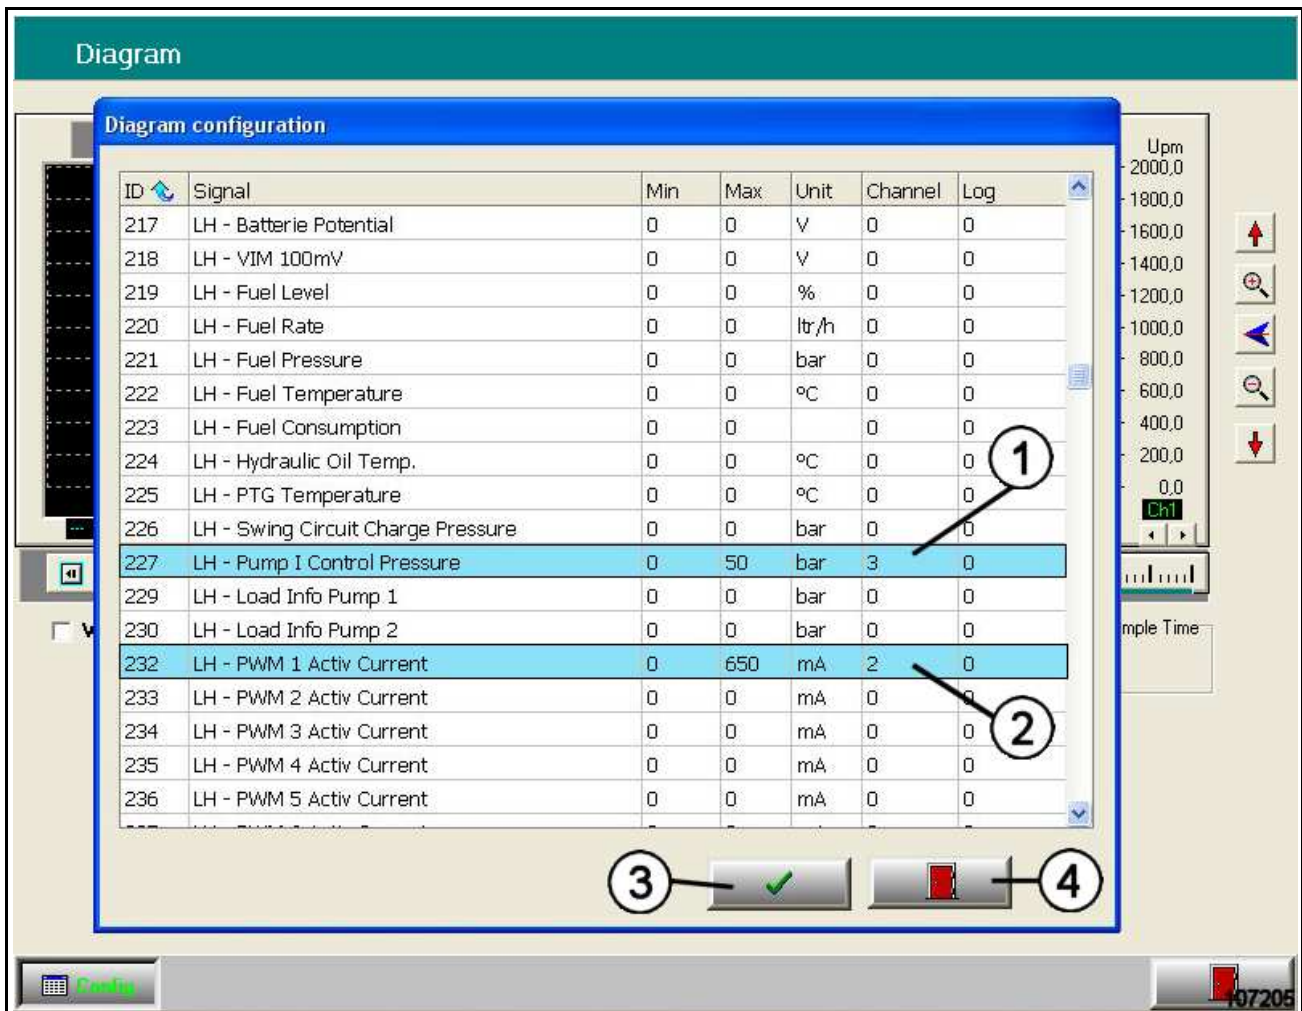 Diagram
Diagram configuration
ID Signal Min Max Unit Channel Log
217 LH - Batterie Potential 0 0 V 0 0
218 LH - VIM 100mV 0 0 V 0 0
219 LH - Fuel Level 0 0 % 0 0
220 LH - Fuel Rate 0 0 ltr/h 0 0
221 LH - Fuel Pressure 0 0 bar 0 0
222 LH - Fuel Temperature 0 0 °C 0 0
223 LH - Fuel Consumption 0 0 0 0
224 LH - Hydraulic Oil Temp. 0 0 °C 0 0
225 LH - PTG Temperature 0 0 °C 0 0
226 LH - Swing Circuit Charge Pressure 0 0 bar 0 0
227 LH - Pump I Control Pressure 0 50 bar 3 0
229 LH - Load Info Pump 1 0 0 bar 0 0
230 LH - Load Info Pump 2 0 0 bar 0 0
232 LH - PWM 1 Activ Current 0 650 mA 2 0
233 LH - PWM 2 Activ Current 0 0 mA 0 0
234 LH - PWM 3 Activ Current 0 0 mA 0 0
235 LH - PWM 4 Activ Current 0 0 mA 0 0
236 LH - PWM 5 Activ Current 0 0 mA 0 0
1
2
3
4
Upm
2000,0
1800,0
1600,0
1400,0
1200,0
1000,0
800,0
600,0
400,0
200,0
0,0
Ch1
mple Time
Config
107205